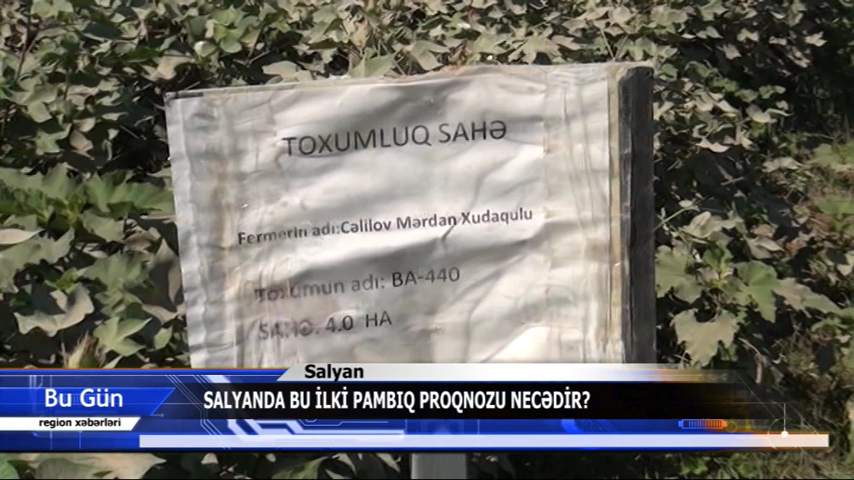 TOXUMLUQ SAHƏ
Fermerin adı:Cəlilov Mərdan Xudaqulu
Toxumun adı: BA-440
SAHƏ. 4.0 HA
Salyan
Bu Gün
SALYANDA BU İLKİ PAMBIQ PROQNOZU NECƏDİR?
region xəbərləri